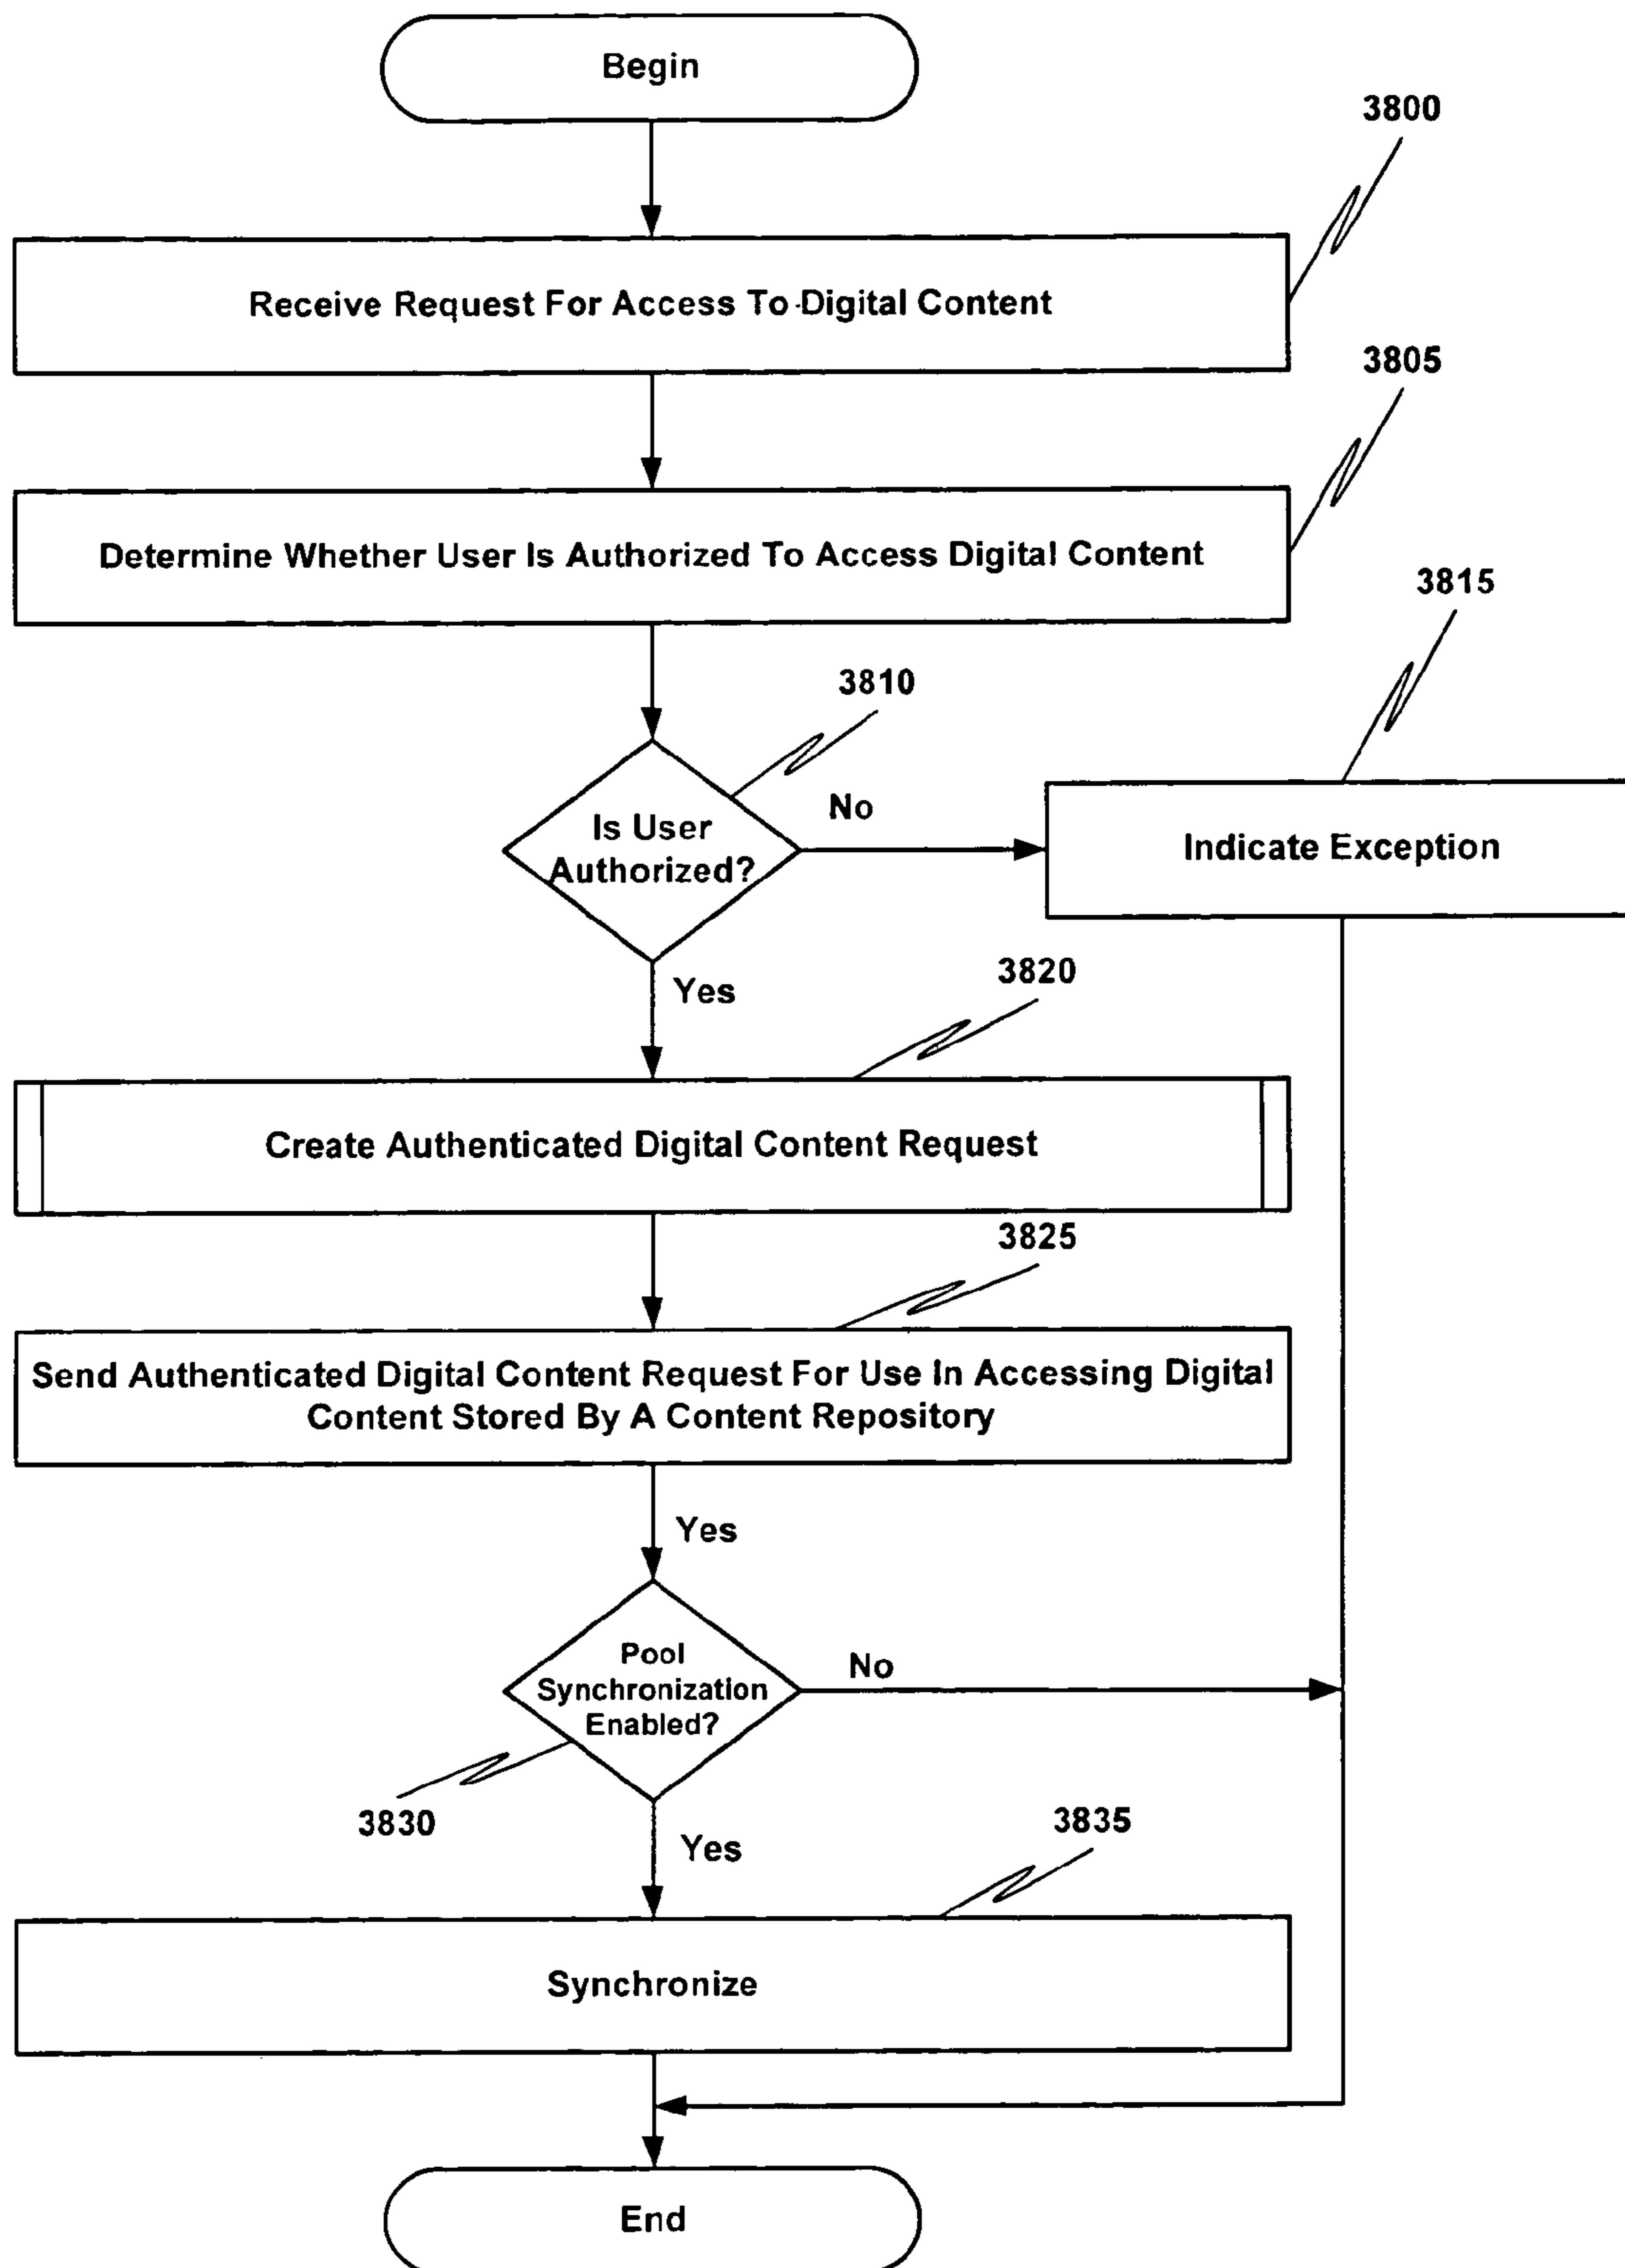 Begin
3800
Receive Request For Access To Digital Content
3805
Determine Whether User Is Authorized To Access Digital Content
3815
3810
Is User
Authorized?
No
Indicate Exception
Yes
3820
Create Authenticated Digital Content Request
3825
Send Authenticated Digital Content Request For Use In Accessing Digital
Content Stored By A Content Repository
Yes
Pool
Synchronization
Enabled?
No
3830
Yes
3835
Synchronize
End